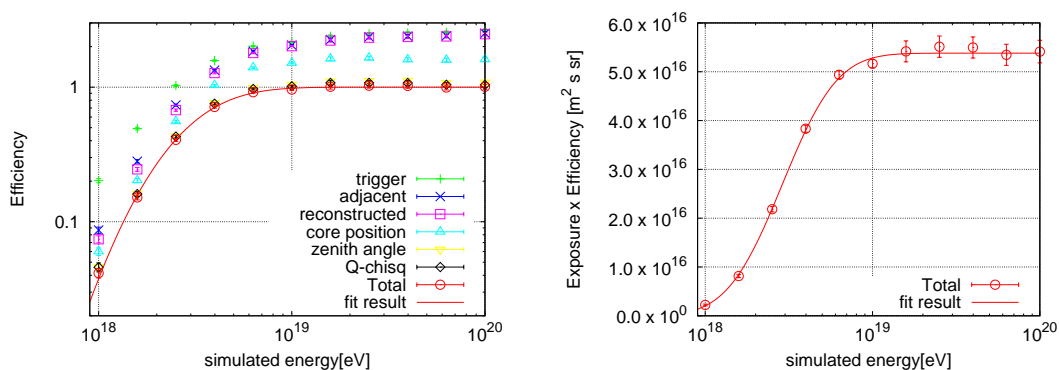 1
0.1
Efficiency
10^18
10^19
10^20
simulated energy[eV]
trigger
adjacent
reconstructed
core position
zenith angle
Q-chisq
Total
fit result
6.0 x 10^16
5.0 x 10^16
4.0 x 10^16
3.0 x 10^16
2.0 x 10^16
1.0 x 10^16
0.0 x 10^0
Exposure x Efficiency [m^2 s sr]
10^18
10^19
10^20
simulated energy[eV]
Total
fit result